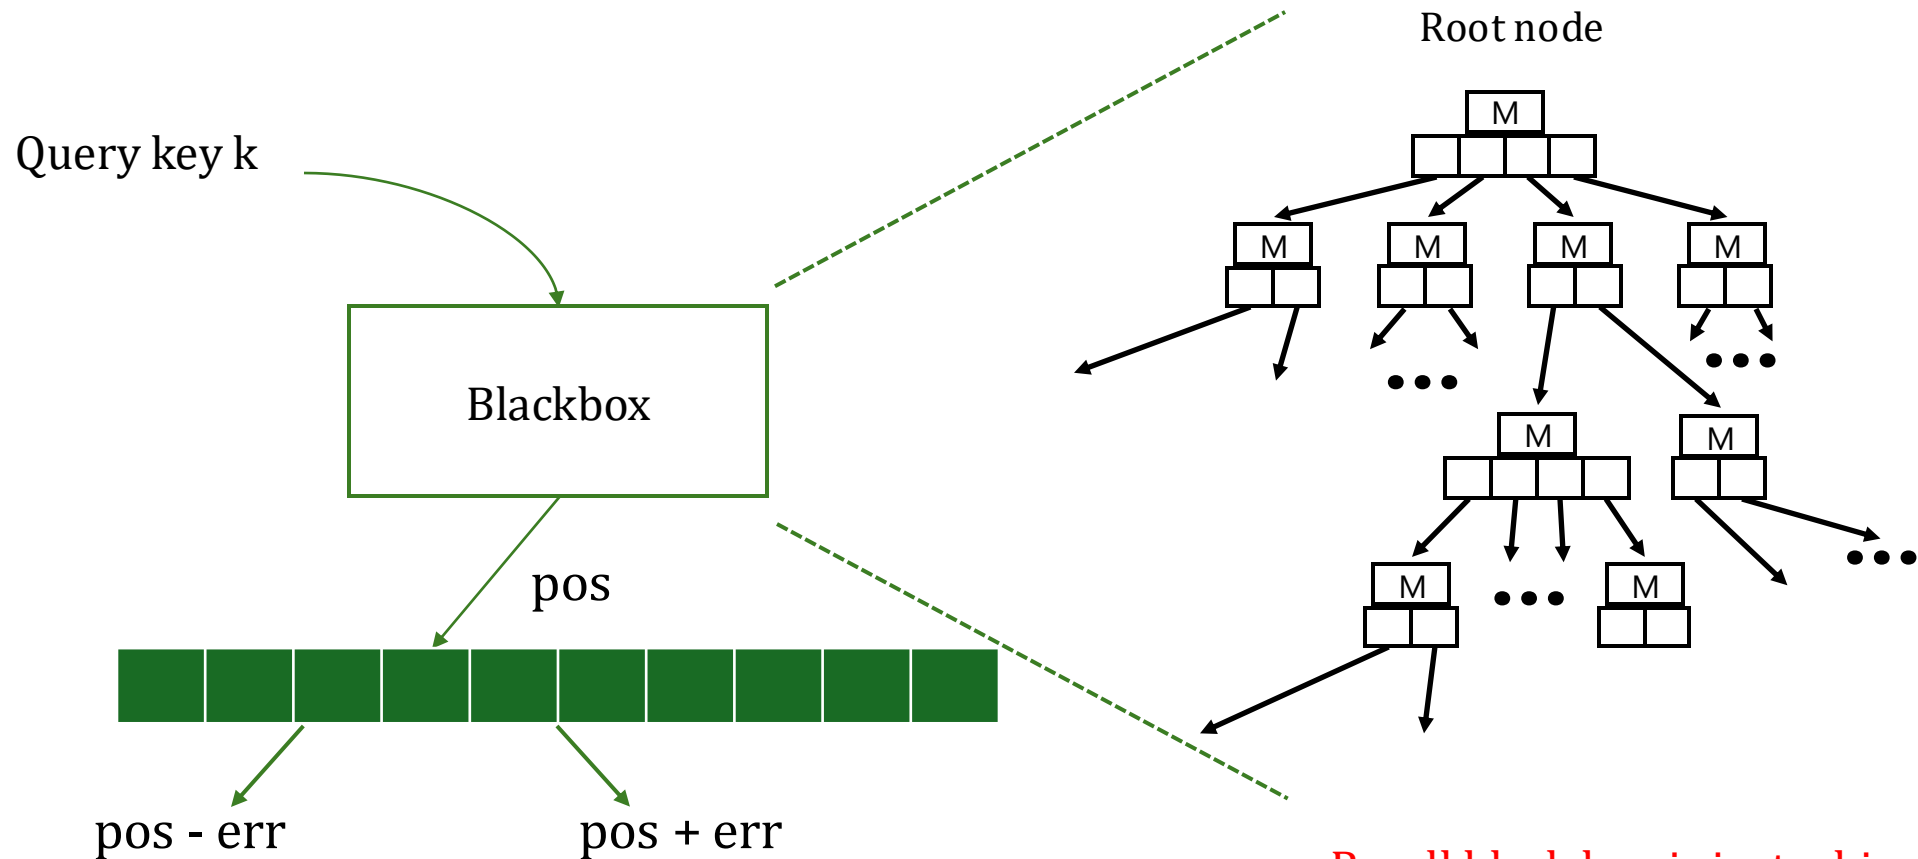 Root node
M
Query key k
M M M M
Blackbox
M M
pos
M M
pos - err pos + err